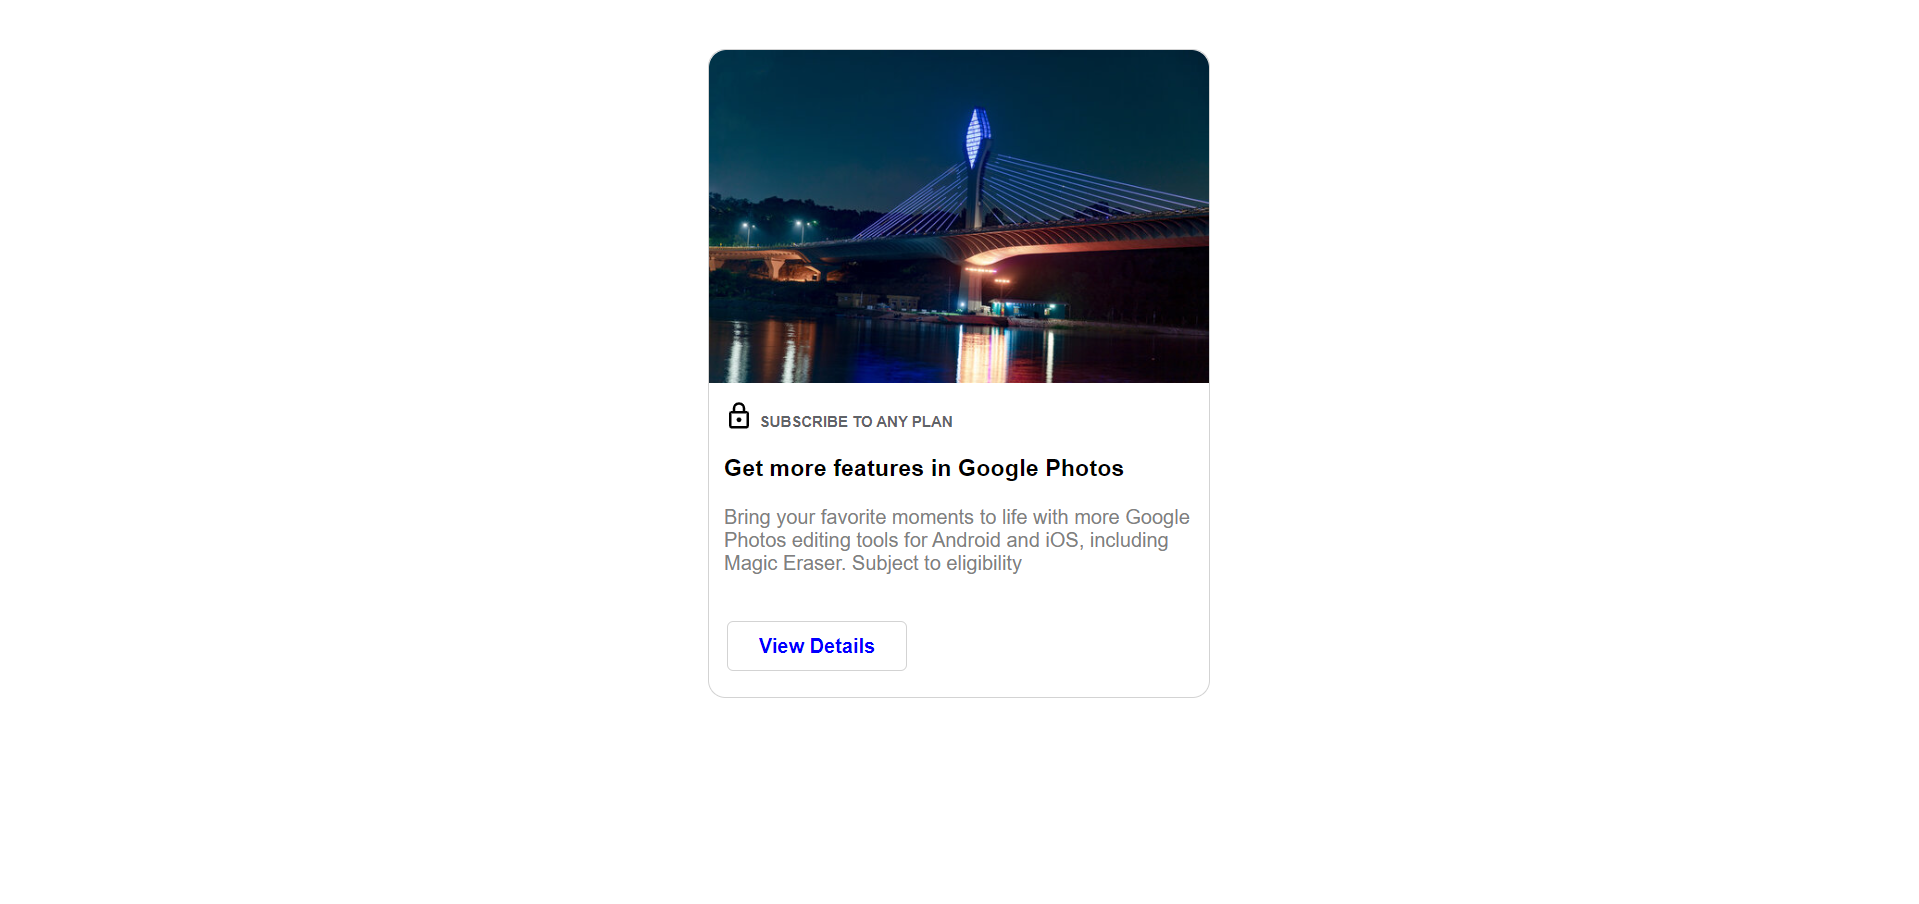 SUBSCRIBE TO ANY PLAN
Get more features in Google Photos
Bring your favorite moments to life with more Google
Photos editing tools for Android and iOS, including
Magic Eraser. Subject to eligibility
View Details